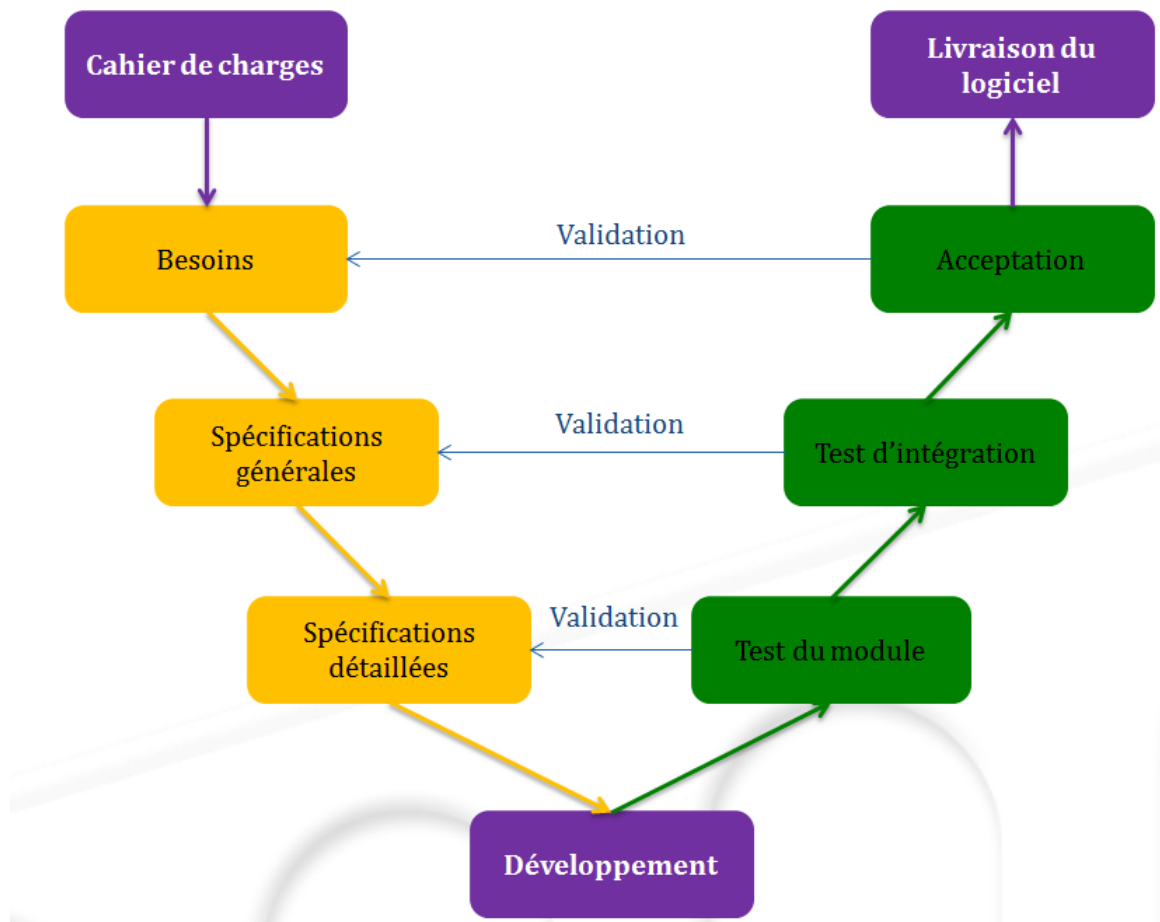 Cahier de charges
Livraison du
logiciel
Besoins
Validation
Acceptation
Spécifications
générales
Validation
Test d'intégration
Spécifications
détaillées
Validation
Test du module
Développement